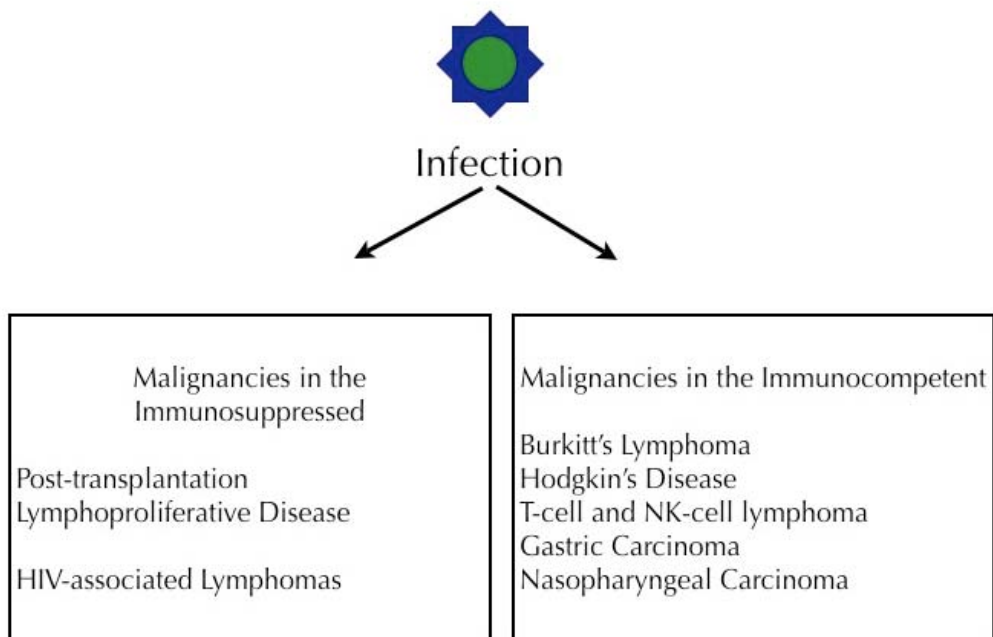 Infection
Malignancies in the
Immunosuppressed
Post-transplantation
Lymphoproliferative Disease
HIV-associated Lymphomas
Malignancies in the Immunocompetent
Burkitt’s Lymphoma
Hodgkin’s Disease
T-cell and NK-cell lymphoma
Gastric Carcinoma
Nasopharyngeal Carcinoma